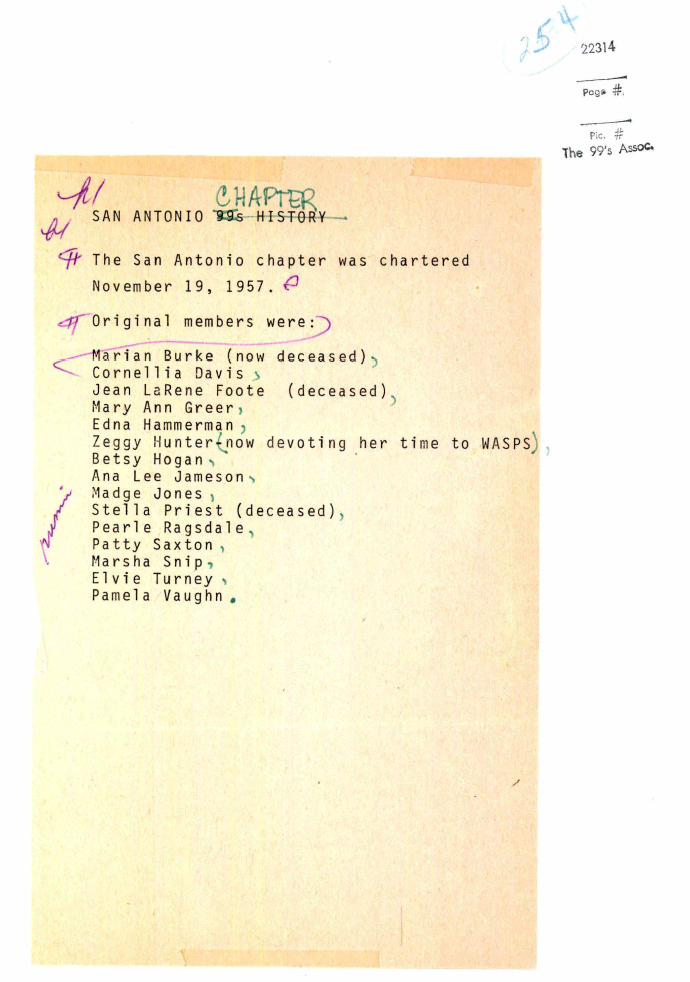 254
22314
Page #.
Pic. #
The 99's Assoc.
CHAPTER
SAN ANTONIO 99s HISTORY
The San Antonio chapter was chartered
November 19, 1957.
Original members were:
Marian Burke (now deceased),
Cornellia Davis,
Jean LaRene Foote (deceased),
Mary Ann Greer,
Edna Hammerman,
Zeggy Hunter (now devoting her time to WASPS),
Betsy Hogan,
Ana Lee Jameson,
Madge Jones,
Stella Priest (deceased),
Pearle Ragsdale,
Patty Saxton,
Marsha Snip,
Elvie Turney,
Pamela Vaughn.